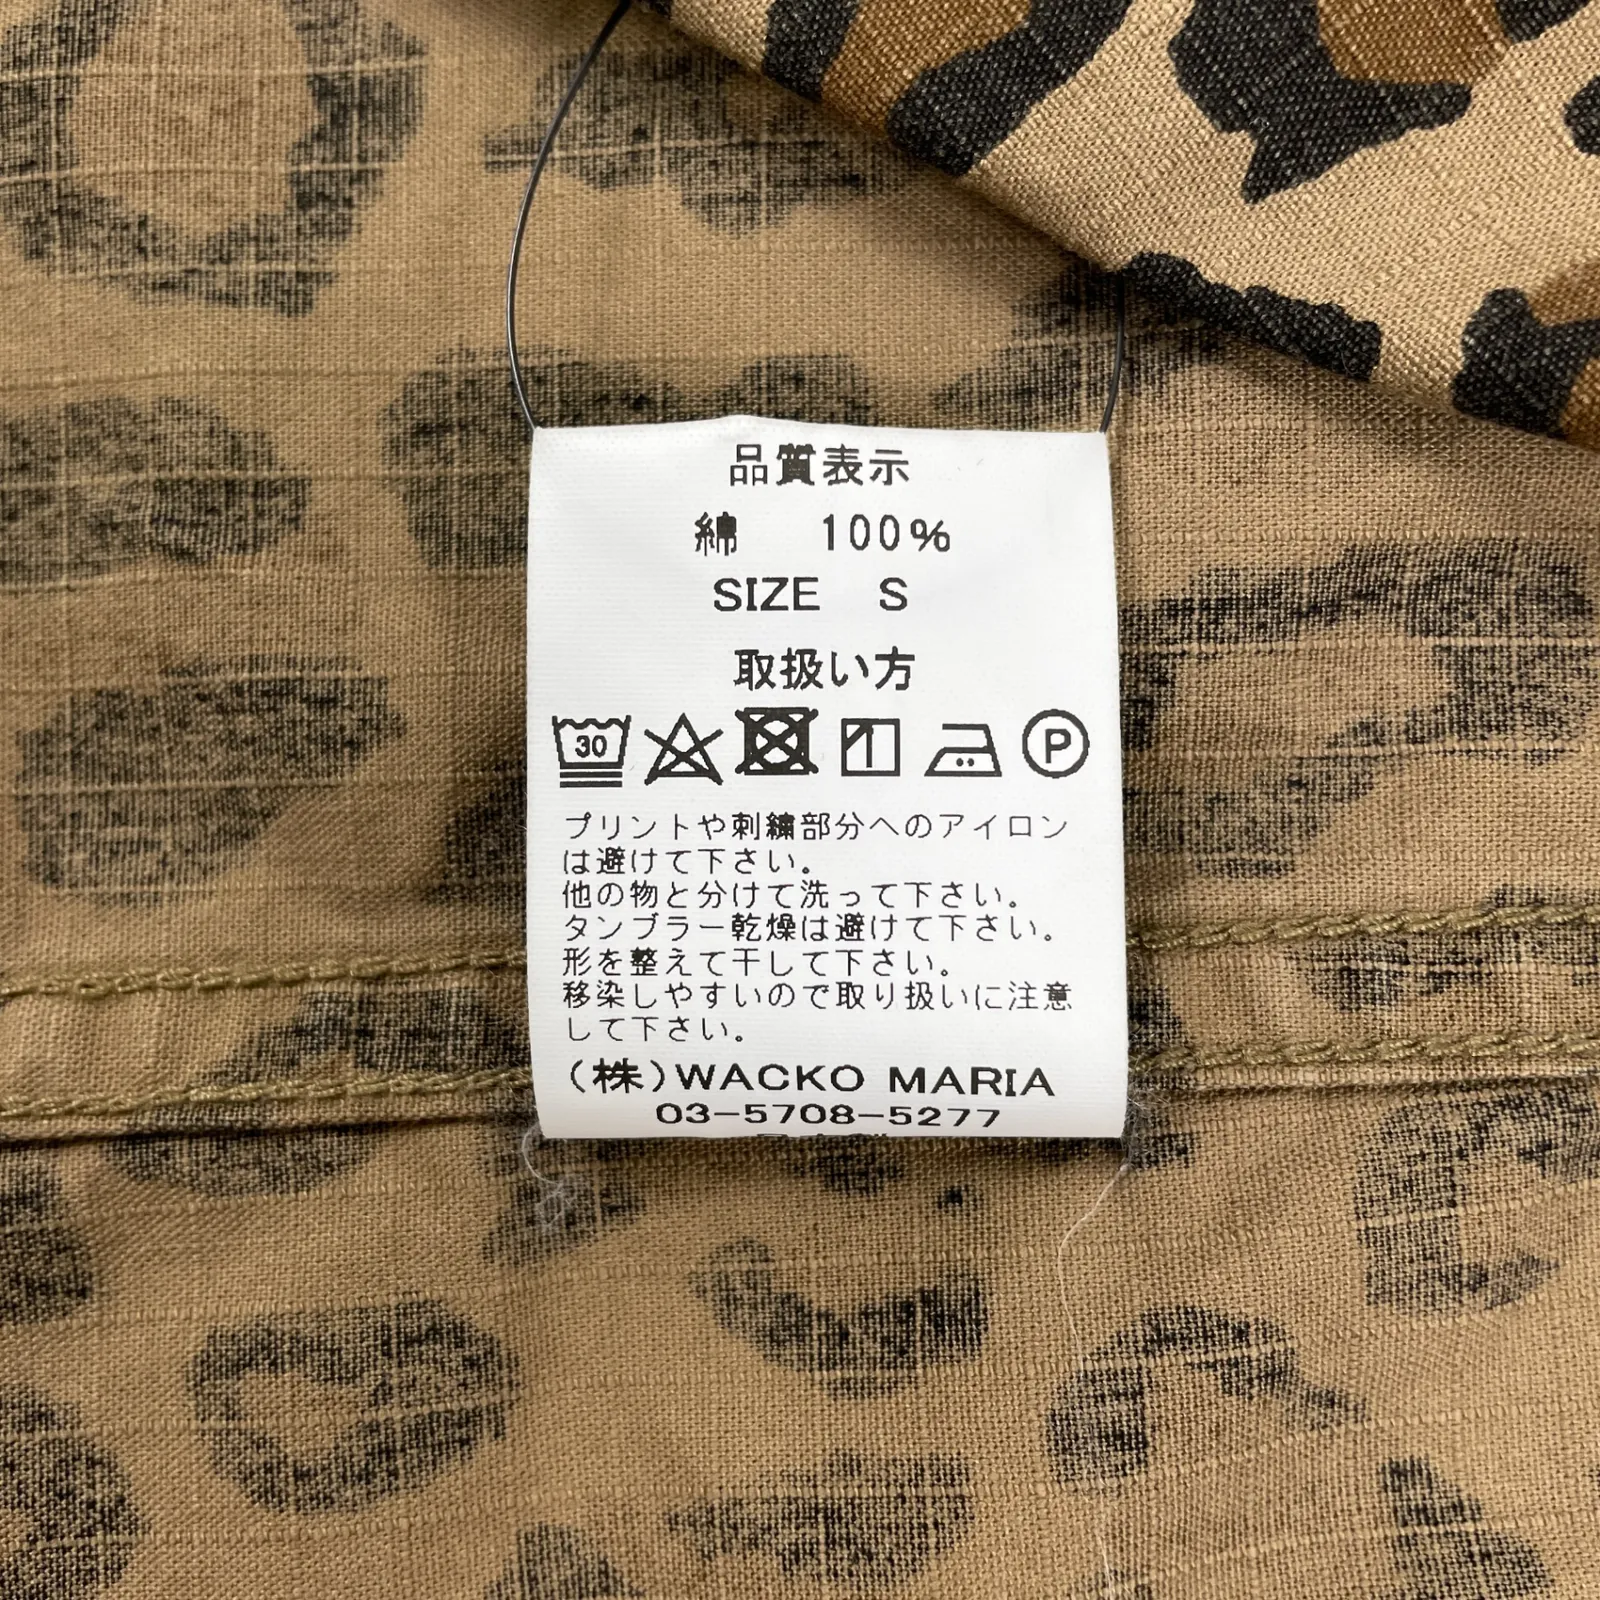 品質表示
綿 100%
SIZE S
取扱い方
30 P
プリントや刺繍部分へのアイロン
は避けて下さい。
他の物と分けて洗って下さい。
タンブラー乾燥は避けて下さい。
形を整えて干して下さい。
移染しやすいので取り扱いに注意
して下さい。
(株)WACKO MARIA
03-5708-5277